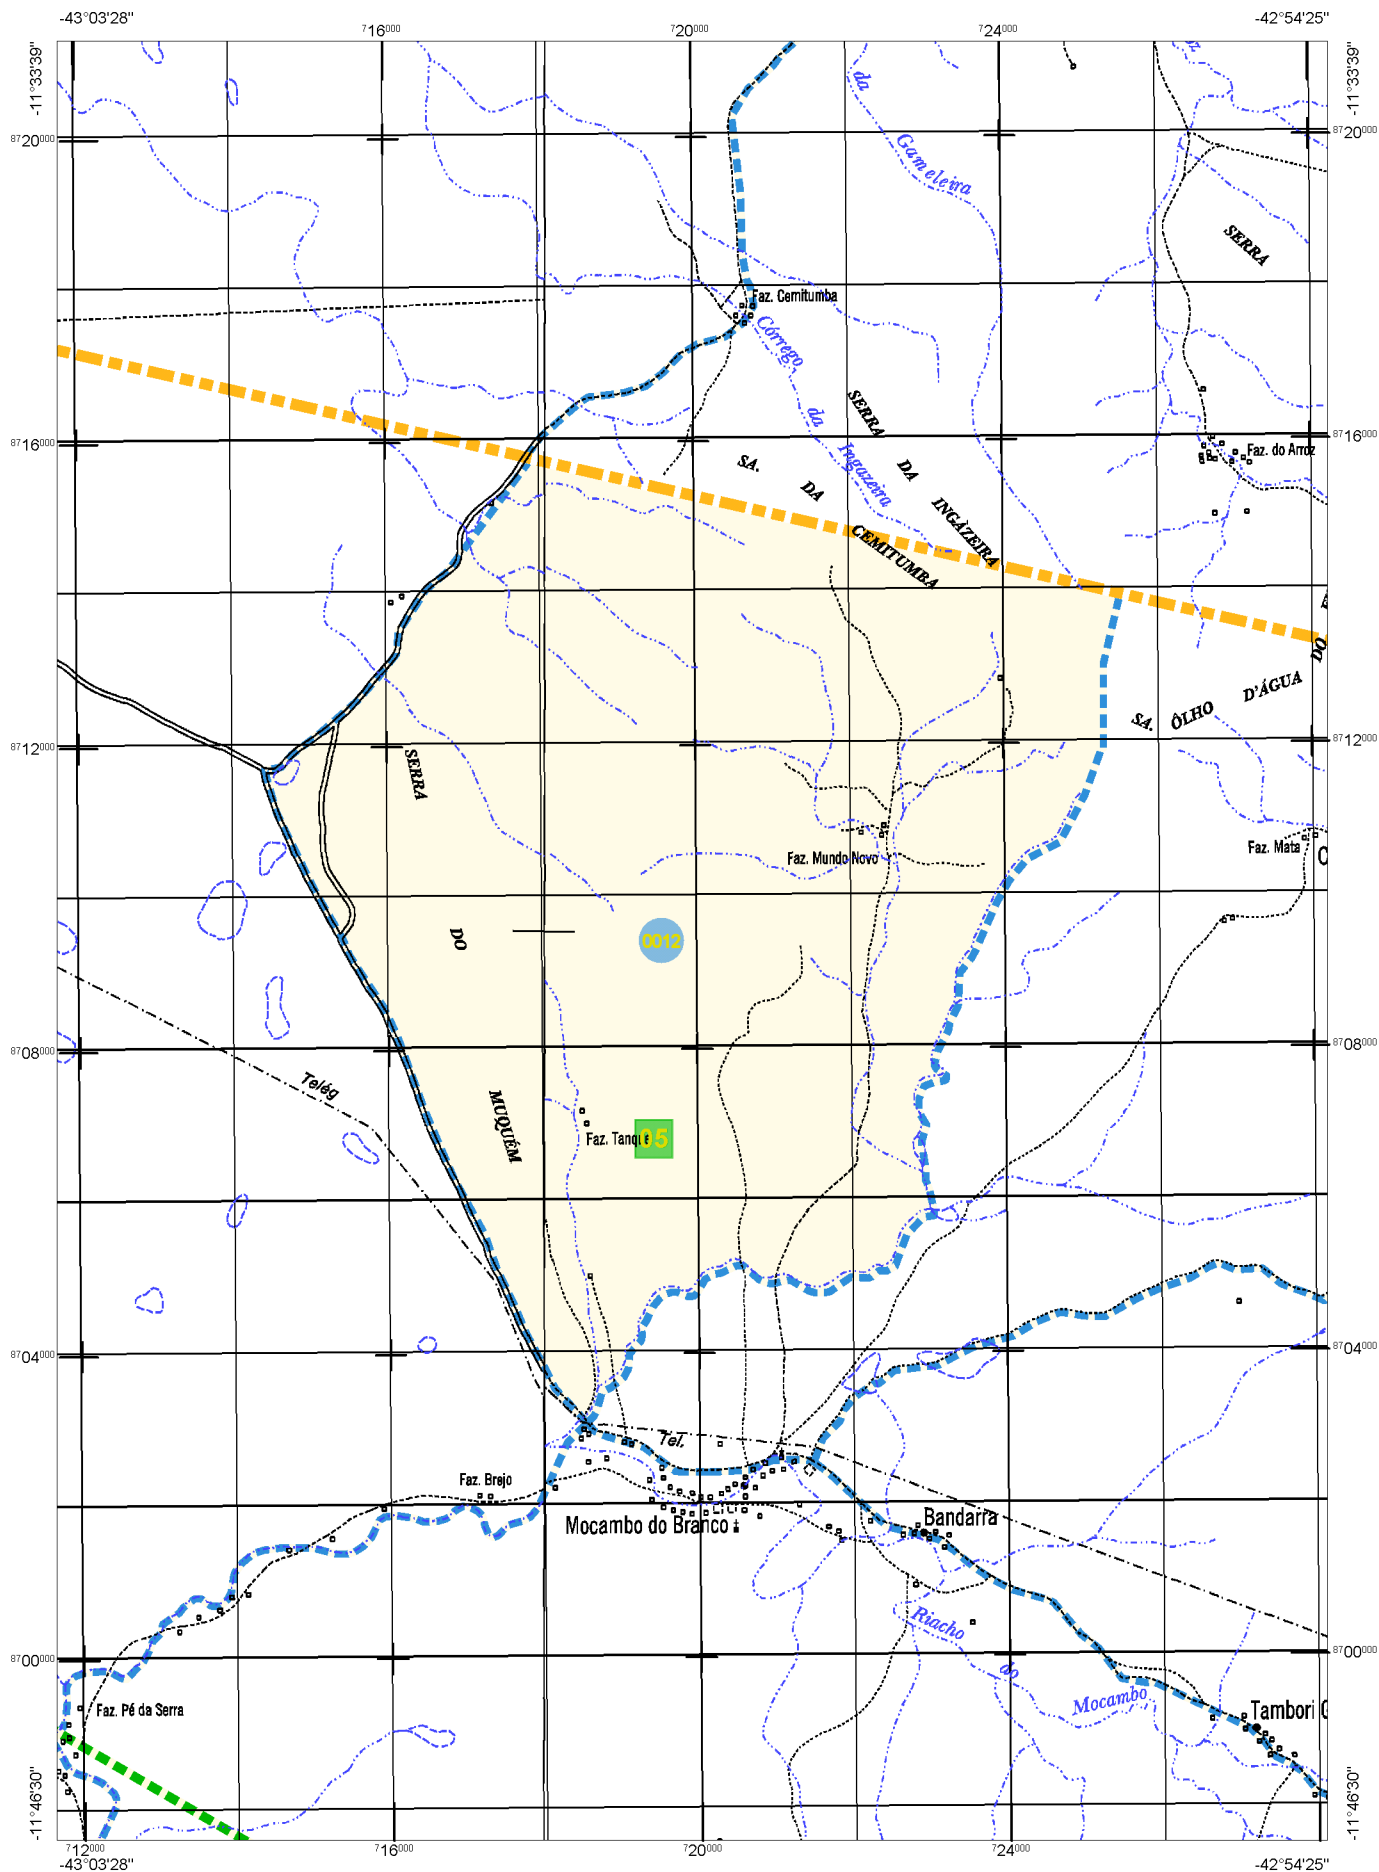 -43°03'28" -42°54'25"
716000 720000 724000
-11°33'39" -11°33'39"
da
Gameleira
8720000 8720000
SERRA
Faz. Cemitumba
Córrego
da
Ingazeira
SERRA
DA
INGÀZEIRA
8716000 8716000
Faz. do Arroz
SA.
DA
CEMITUMBA
DO
SA. ÔLHO D'ÁGUA
8712000 8712000
SERRA
Faz. Mundo Novo
Faz. Mata
DO
0012
8708000 8708000
Telég
MUQUÉM
Faz. Tanque
05
8704000 8704000
Tel.
Faz. Brejo
Mocambo do Branco
Bandarra
Riacho
do
Mocambo
8700000 8700000
Faz. Pé da Serra
Tambori
-11°46'30" -11°46'30"
712000 716000 720000 724000
-43°03'28" -42°54'25"